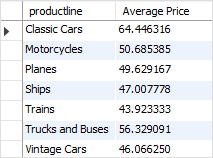 productline Average Price
Classic Cars 64.446316
Motorcycles 50.685385
Planes 49.629167
Ships 47.007778
Trains 43.923333
Trucks and Buses 56.329091
Vintage Cars 46.066250